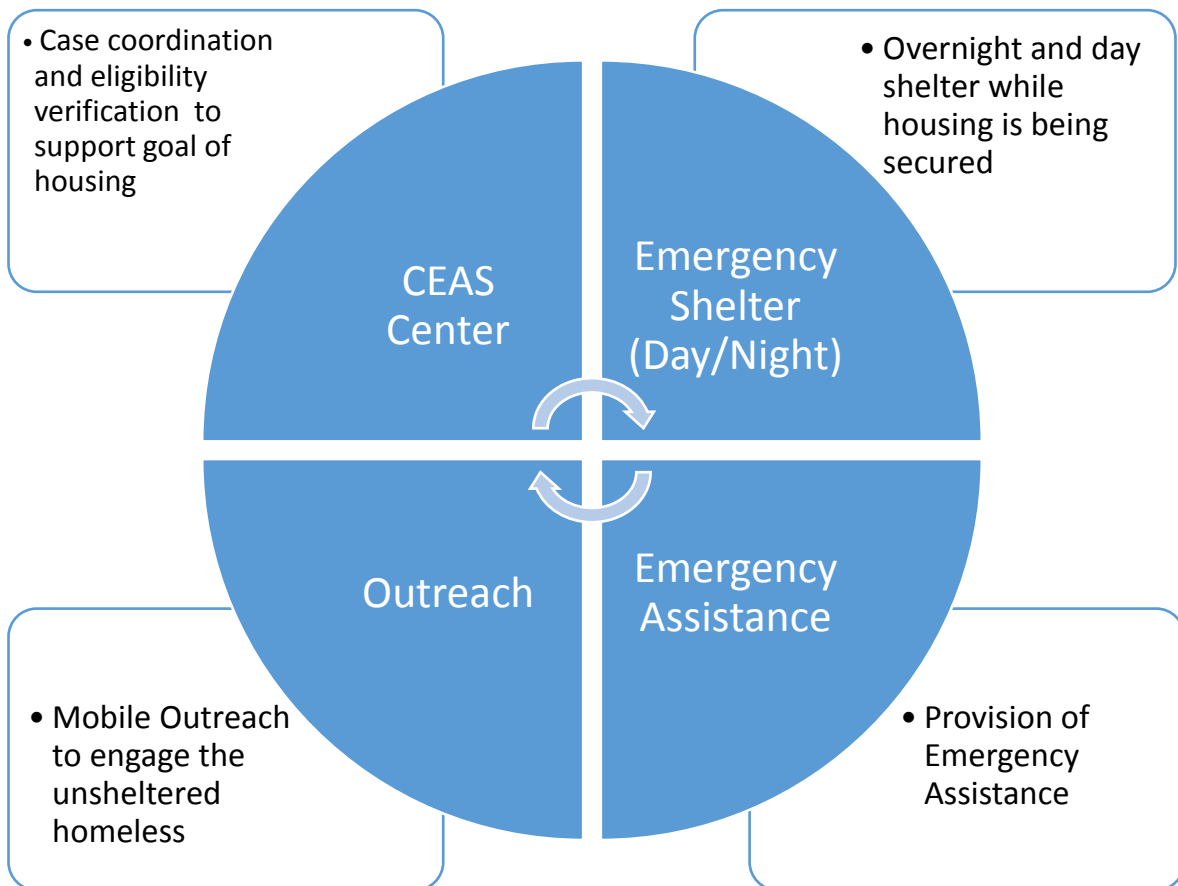 • Case coordination
and eligibility
verification to
support goal of
housing
• Overnight and day
shelter while
housing is being
secured
CEAS
Center
Emergency
Shelter
(Day/Night)
Outreach
Emergency
Assistance
• Mobile Outreach
to engage the
unsheltered
homeless
• Provision of
Emergency
Assistance